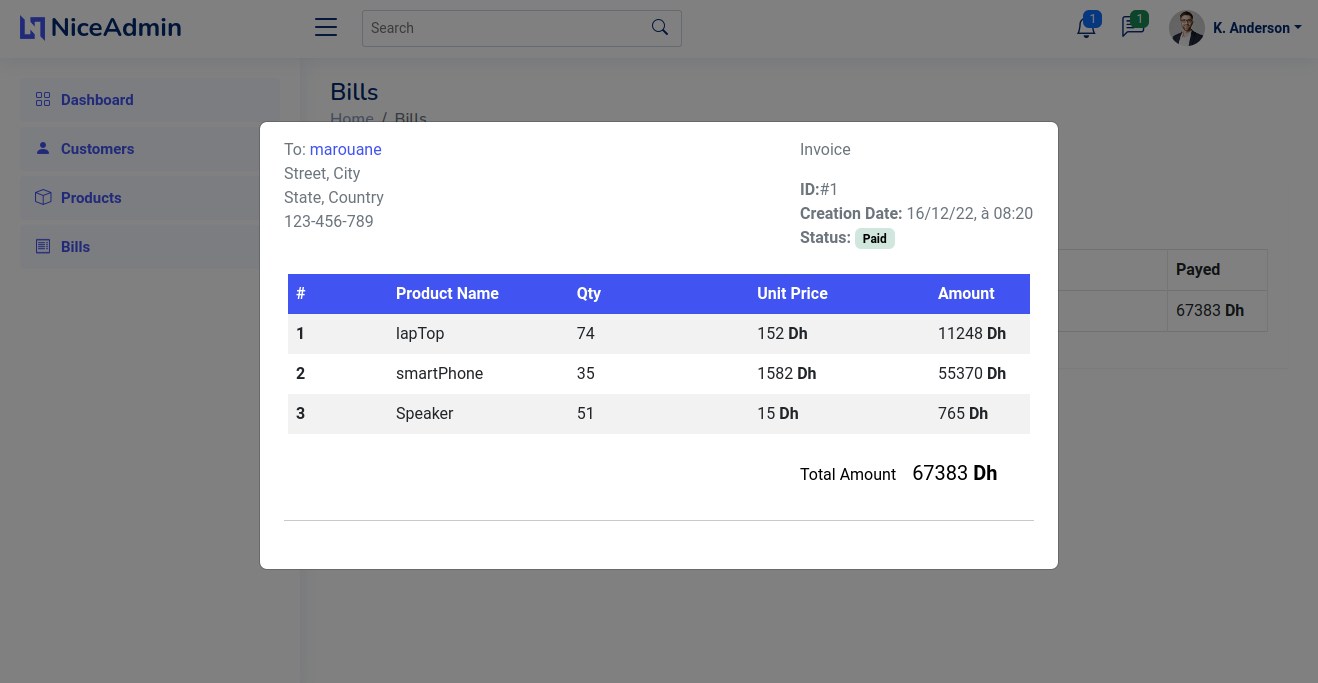 NiceAdmin
Search
1
1
K. Anderson
Dashboard
Customers
Products
Bills
Bills
Home / Bills
Payed
67383 Dh
To: marouane
Street, City
State, Country
123-456-789
Invoice
ID:#1
Creation Date: 16/12/22, à 08:20
Status: Paid
# Product Name Qty Unit Price Amount
1 lapTop 74 152 Dh 11248 Dh
2 smartPhone 35 1582 Dh 55370 Dh
3 Speaker 51 15 Dh 765 Dh
Total Amount 67383 Dh